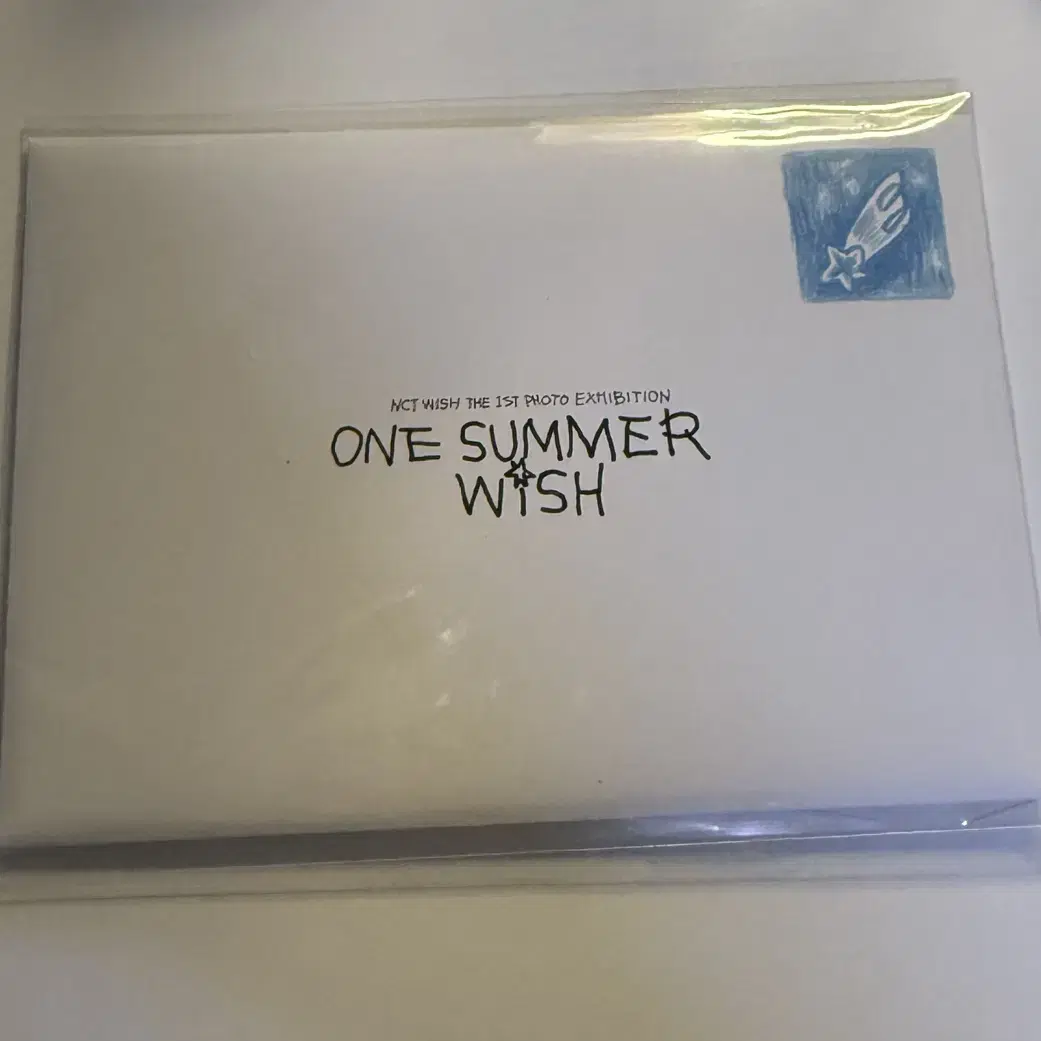 NCT WISH THE 1ST PHOTO EXHIBITION
ONE SUMMER
WiSH